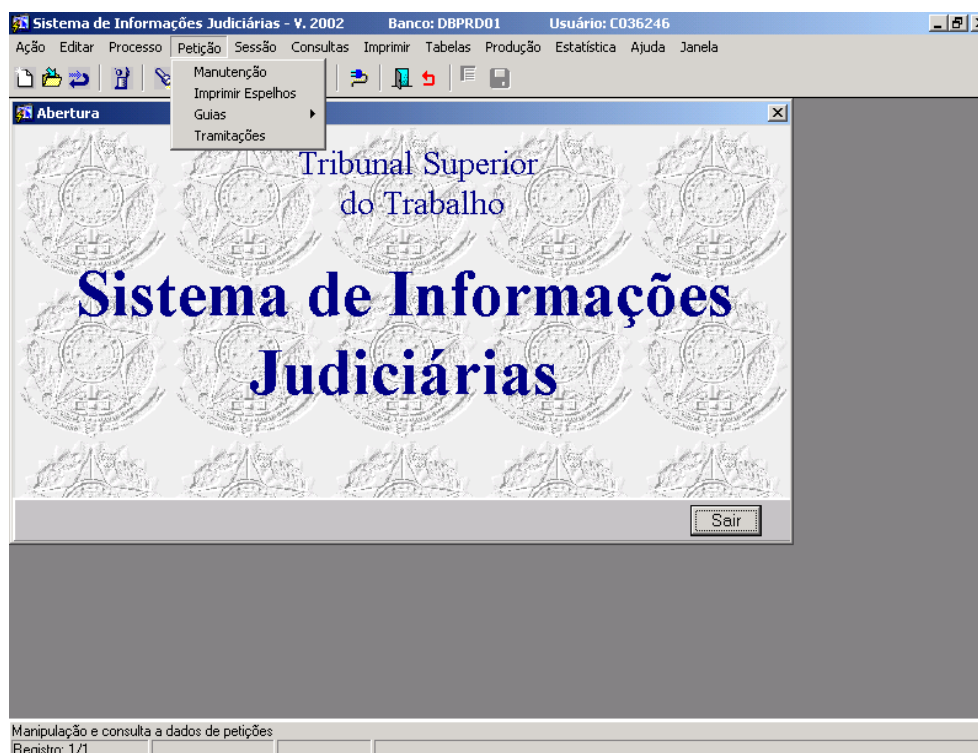 Sistema de Informações Judiciárias - V. 2002 Banco: DBPRD01 Usuário: C036246
Ação Editar Processo Petição Sessão Consultas Imprimir Tabelas Produção Estatística Ajuda Janela
Manutenção
Imprimir Espelhos
Guias
Tramitações
Abertura
Tribunal Superior
do Trabalho
Sistema de Informações
Judiciárias
Sair
Manipulação e consulta a dados de petições
Registro: 1/1